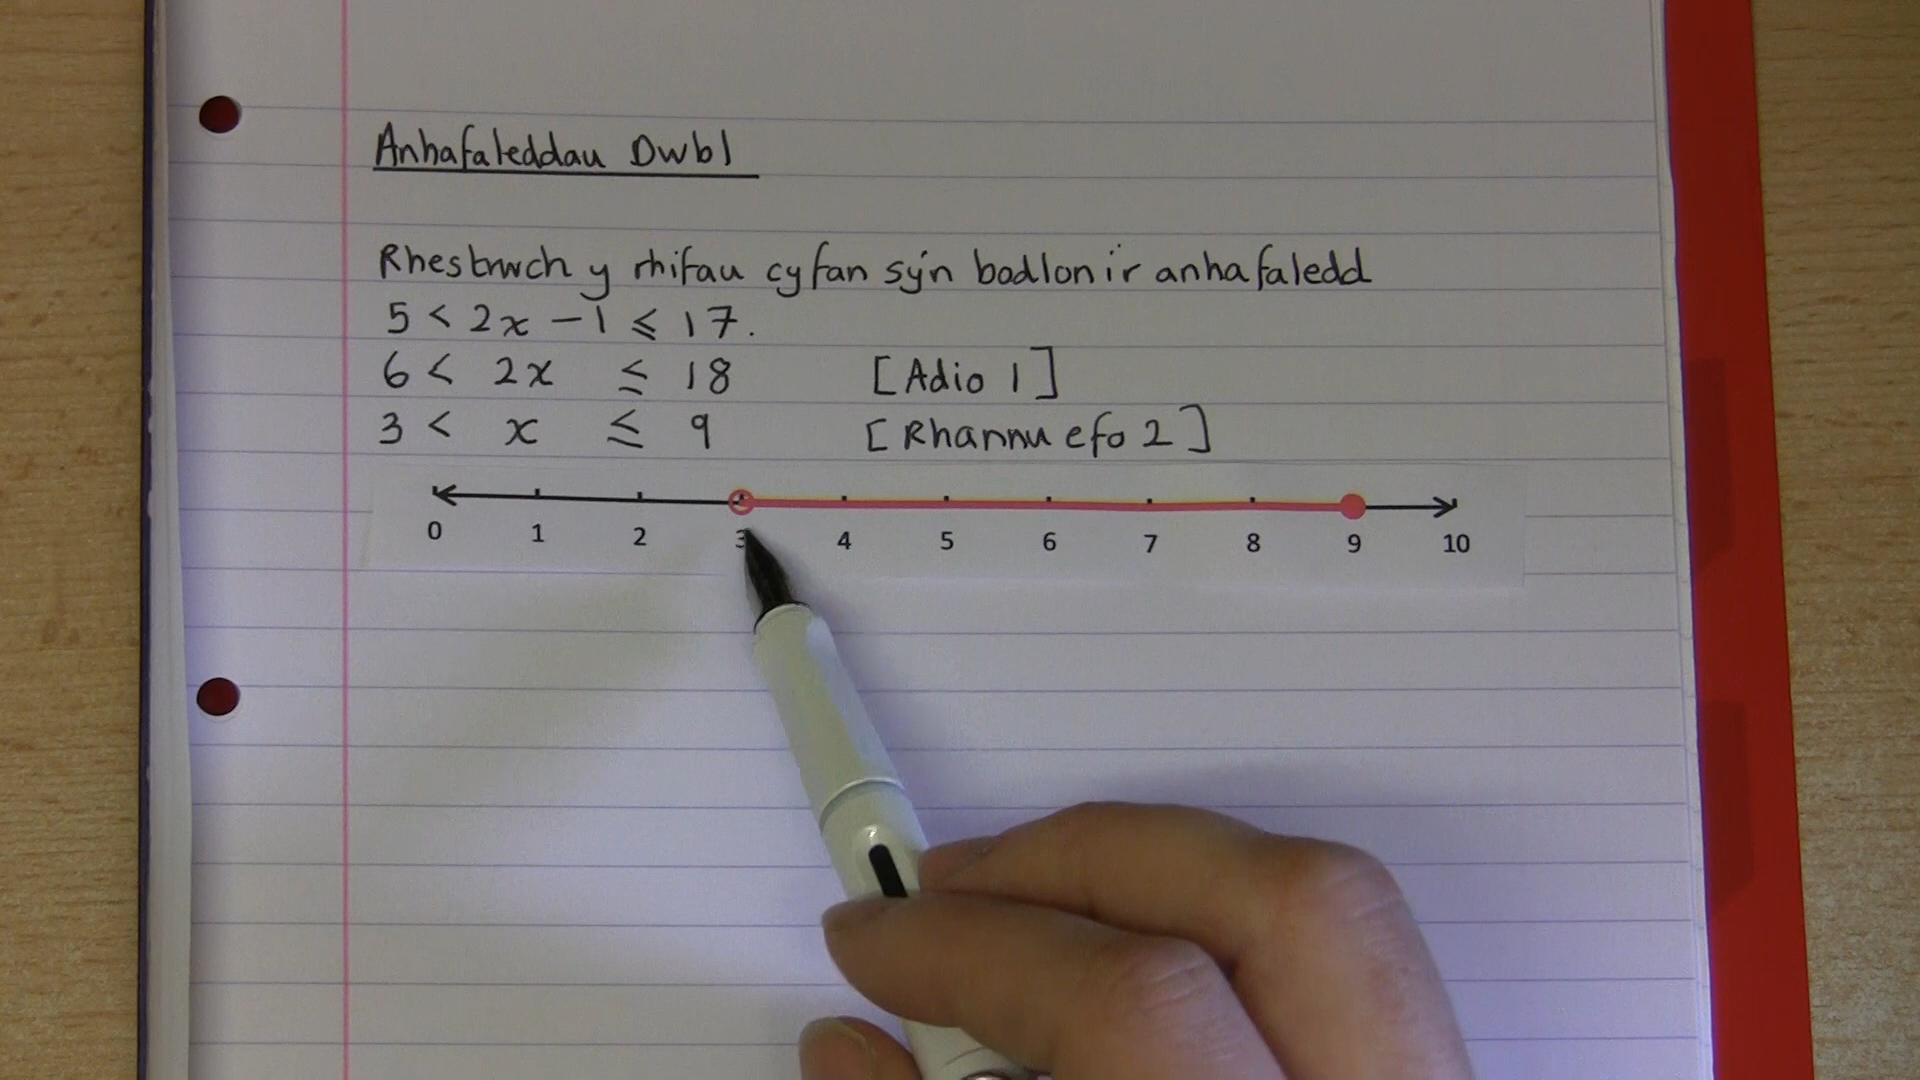 Anhafaleddau Dwbl
Rhestrwch y rhifau cyfan sy'n bodloni'r anhafaledd
5 < 2x - 1 ⩽ 17.
6 < 2x ≤ 18 [Adio 1]
3 < x ≤ 9 [Rhannu efo 2]
0 1 2 3 4 5 6 7 8 9 10